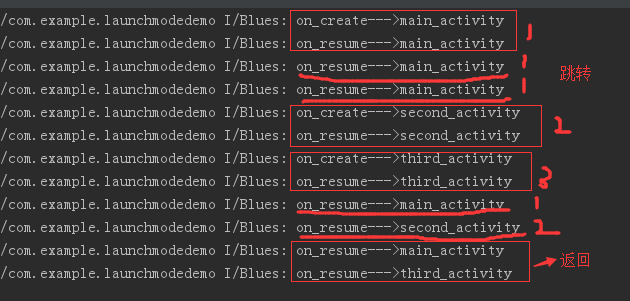 /com.example.launchmodedemo I/Blues: on_create--->main_activity
/com.example.launchmodedemo I/Blues: on_resume--->main_activity 1
/com.example.launchmodedemo I/Blues: on_resume--->main_activity 1 跳转
/com.example.launchmodedemo I/Blues: on_resume--->main_activity 1
/com.example.launchmodedemo I/Blues: on_create--->second_activity
/com.example.launchmodedemo I/Blues: on_resume--->second_activity 2
/com.example.launchmodedemo I/Blues: on_create--->third_activity
/com.example.launchmodedemo I/Blues: on_resume--->third_activity 3
/com.example.launchmodedemo I/Blues: on_resume--->main_activity 1
/com.example.launchmodedemo I/Blues: on_resume--->second_activity 2
/com.example.launchmodedemo I/Blues: on_resume--->main_activity
/com.example.launchmodedemo I/Blues: on_resume--->third_activity 返回